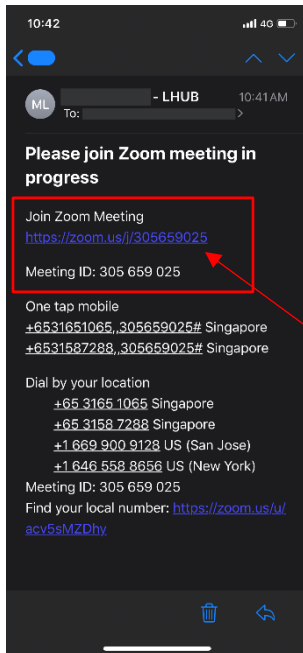 10:42
4G
ML
- LHUB
10:41 AM
To:
Please join Zoom meeting in
progress
Join Zoom Meeting
https://zoom.us/j/305659025
Meeting ID: 305 659 025
One tap mobile
+6531651065,,305659025# Singapore
+6531587288,,305659025# Singapore
Dial by your location
+65 3165 1065 Singapore
+65 3158 7288 Singapore
+1 669 900 9128 US (San Jose)
+1 646 558 8656 US (New York)
Meeting ID: 305 659 025
Find your local number: https://zoom.us/u/
acv5sMZDhy